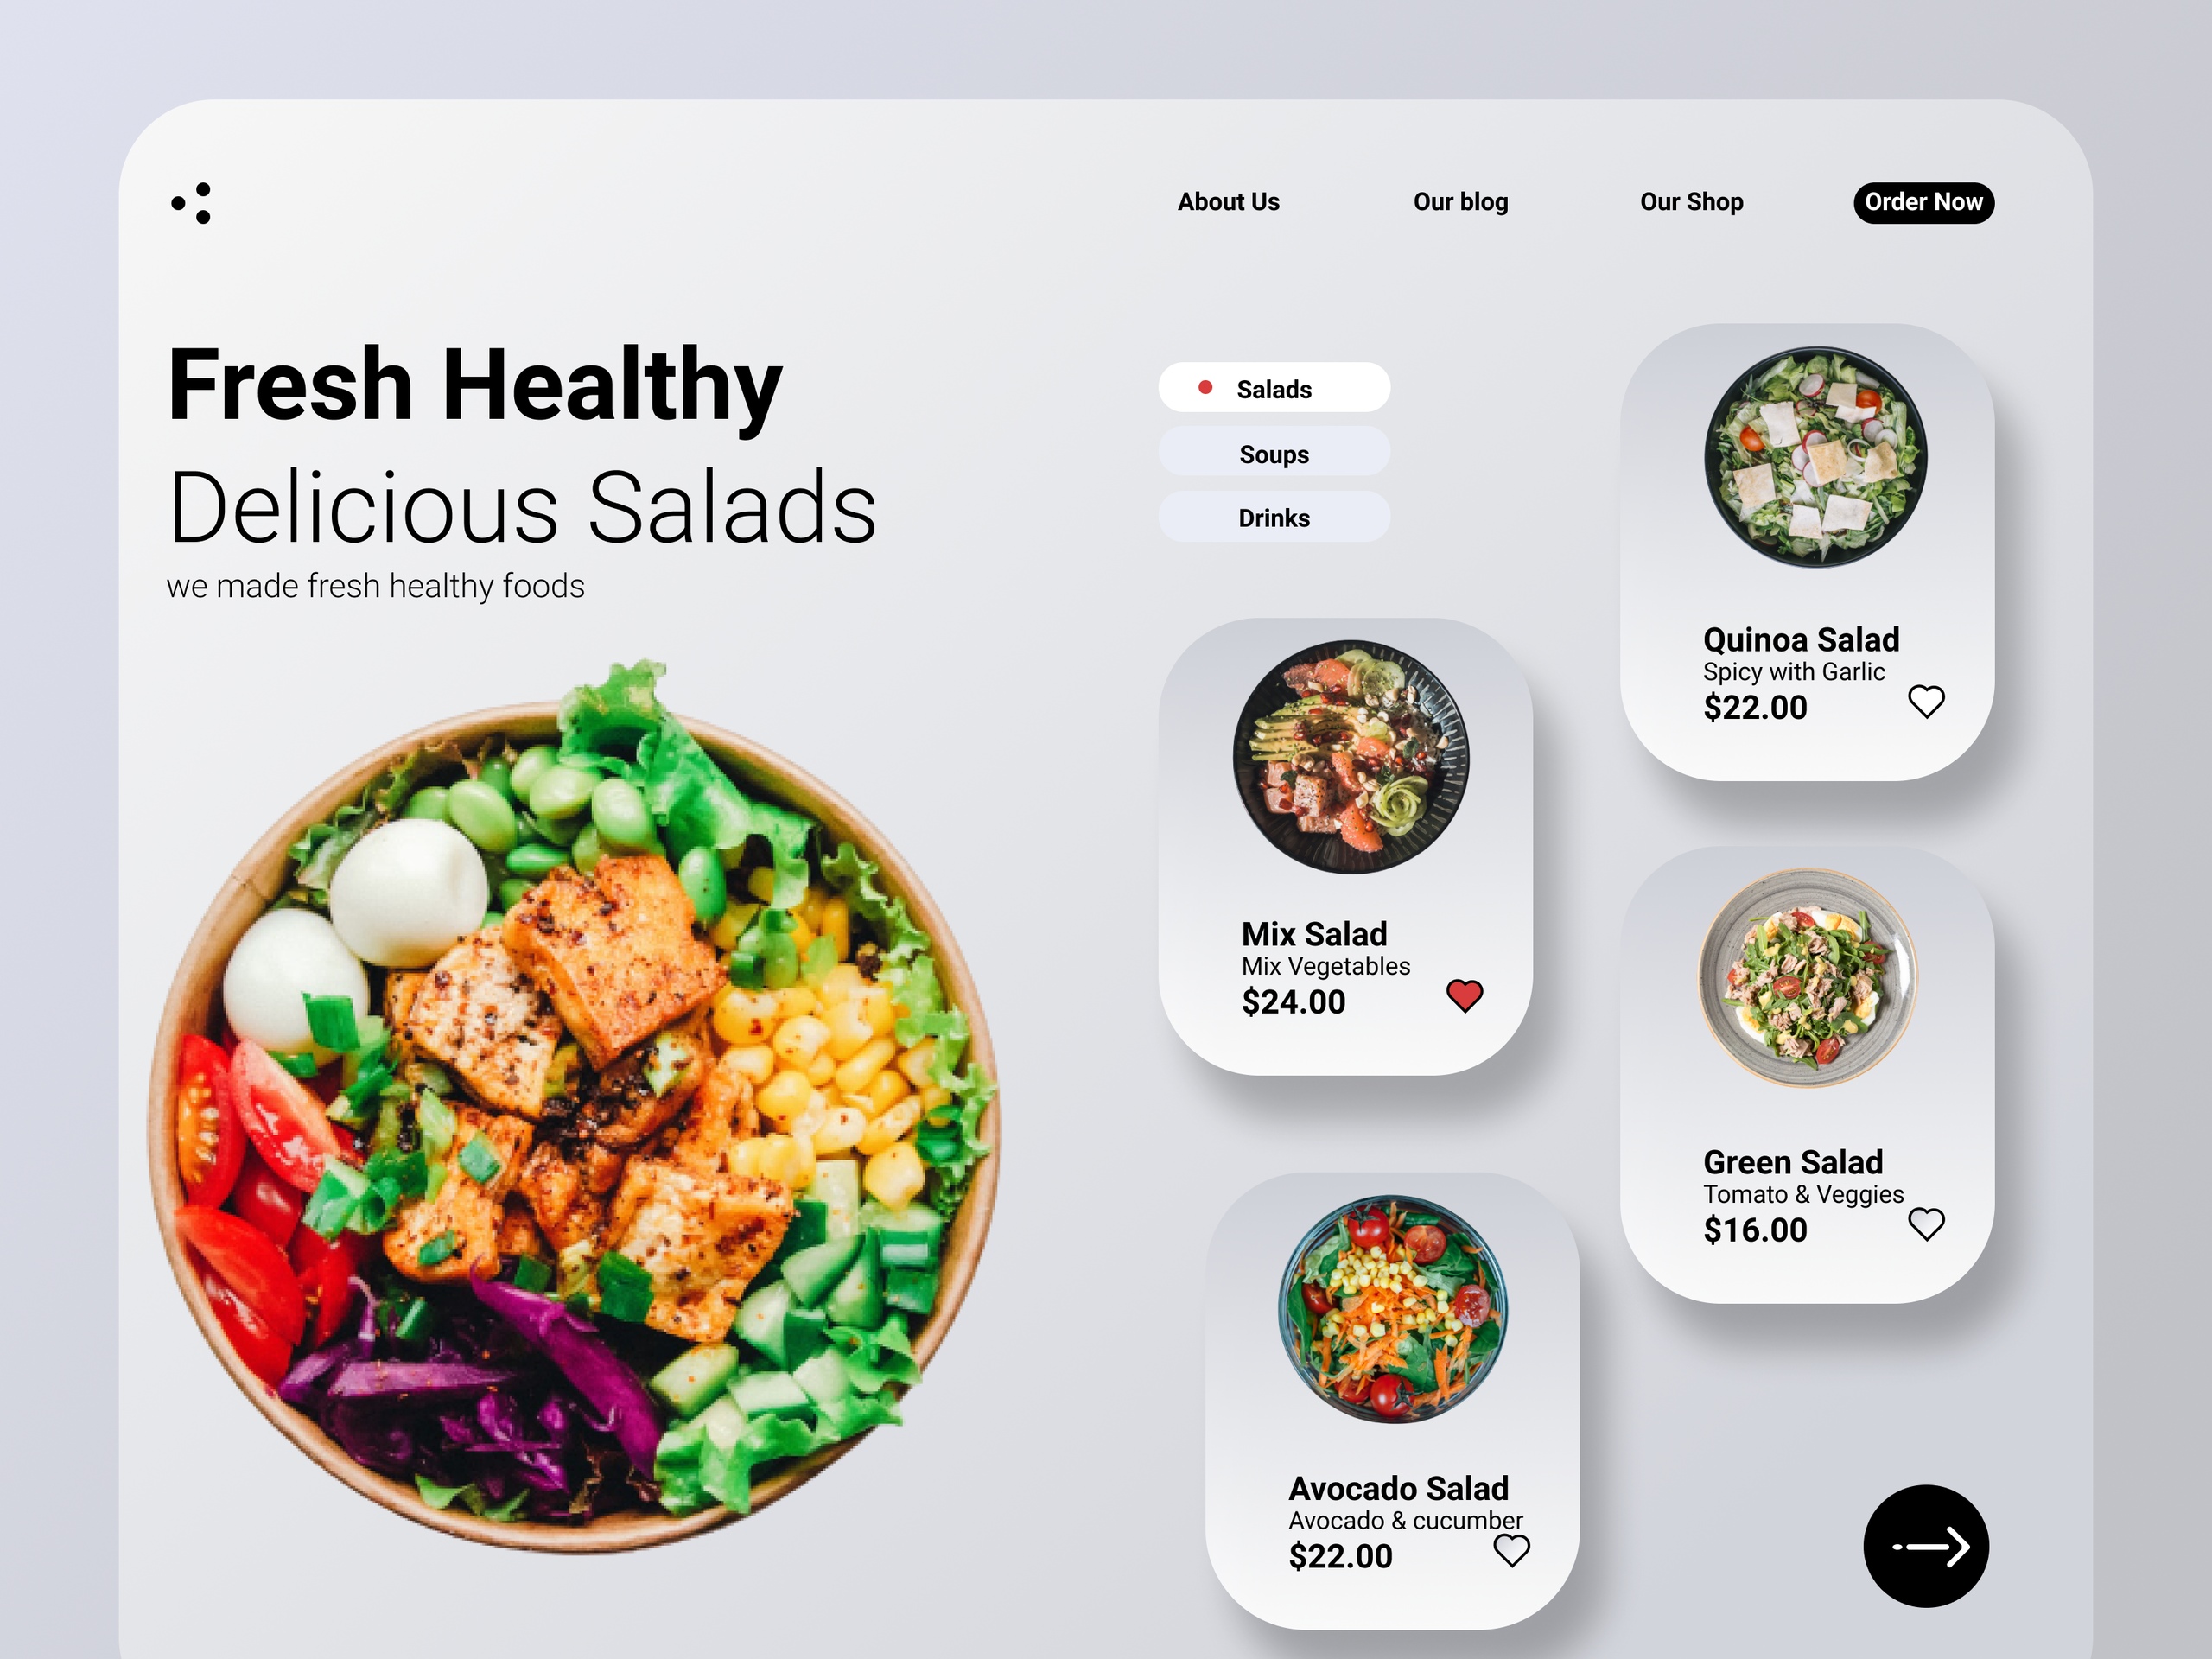 About Us
Our blog
Our Shop
Order Now
Fresh Healthy
Delicious Salads
we made fresh healthy foods
Salads
Soups
Drinks
Quinoa Salad
Spicy with Garlic
$22.00
Mix Salad
Mix Vegetables
$24.00
Green Salad
Tomato & Veggies
$16.00
Avocado Salad
Avocado & cucumber
$22.00